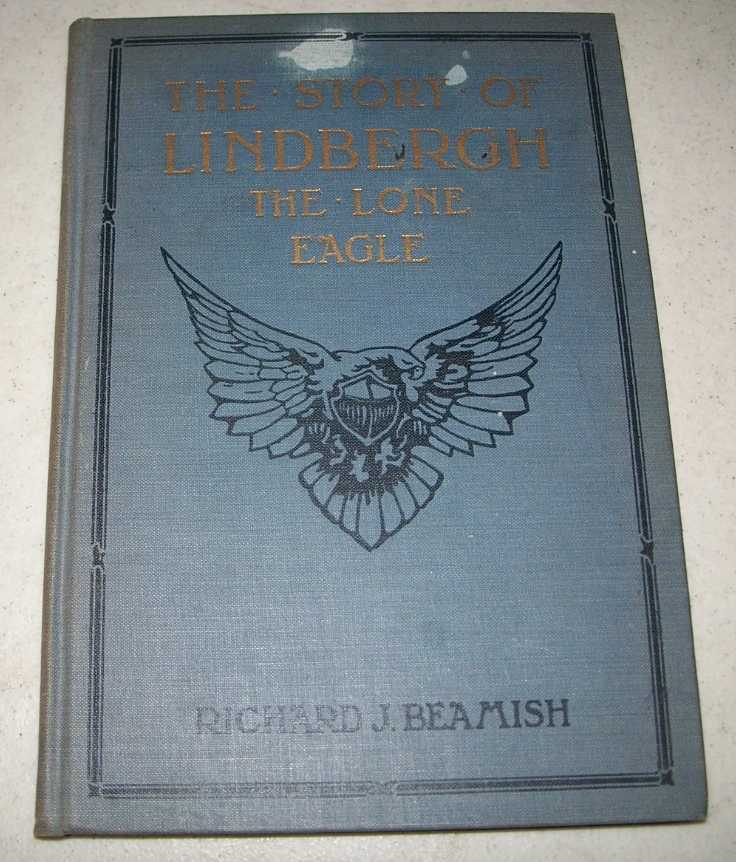 THE · STORY · OF
LINDBERGH
THE · LONE
EAGLE
RICHARD J. BEAMISH